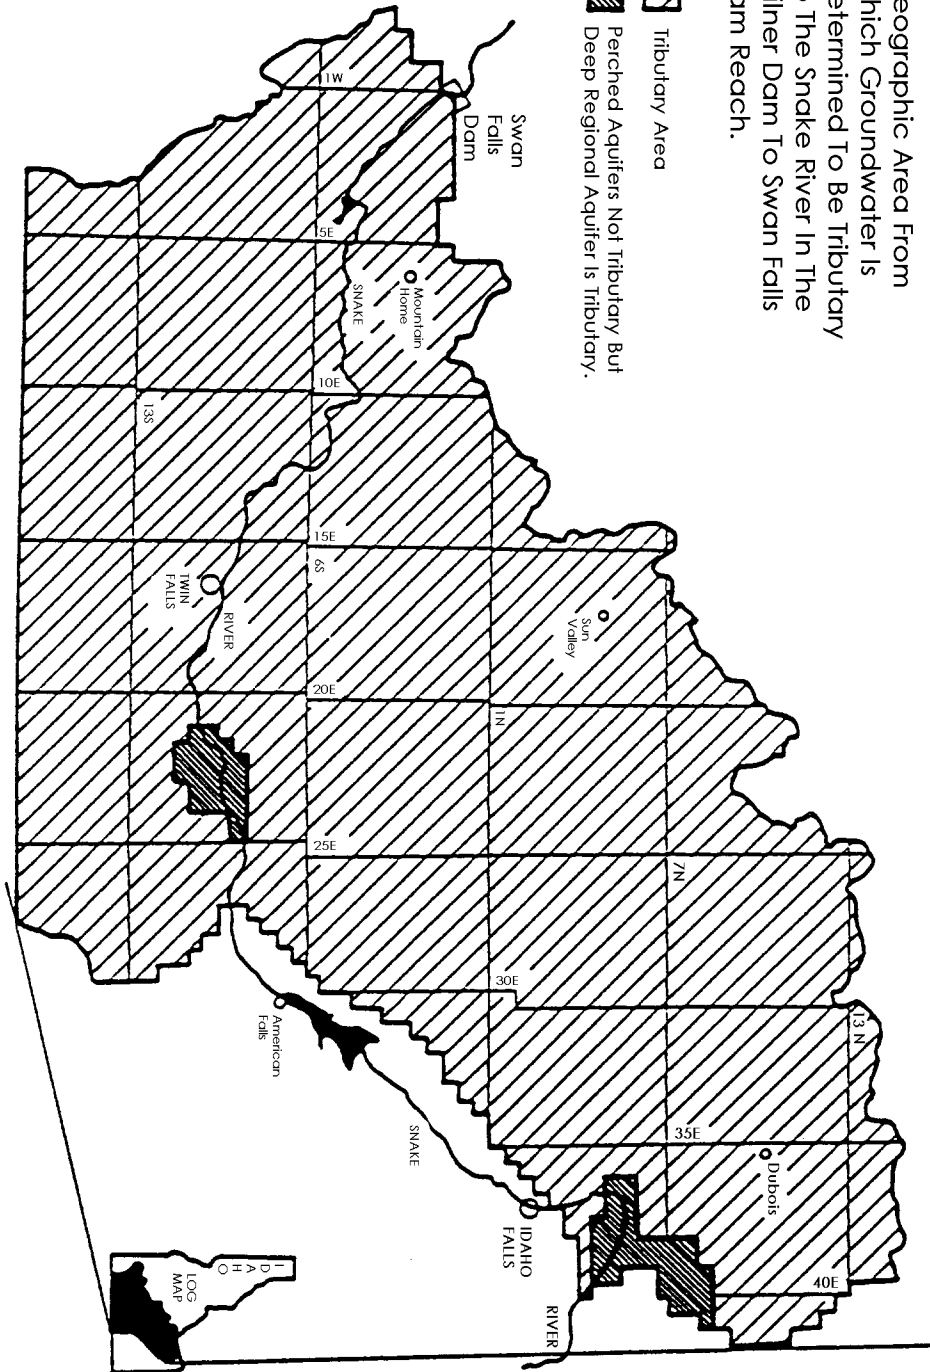 eographic Area From
hich Groundwater Is
etermined To Be Tributary
The Snake River In The
ilner Dam To Swan Falls
am Reach.
Tributary Area
Perched Aquifers Not Tributary But
Deep Regional Aquifer Is Tributary.
Swan
Falls
Dam
1W
5E
10E
15E
20E
25E
30E
35E
40E
13S
6S
1N
7N
13 N
Mountain
Home
SNAKE
Sun
Valley
TWIN
FALLS
RIVER
American
Falls
SNAKE
Dubois
IDAHO
FALLS
RIVER
IDAHO
LOG
MAP